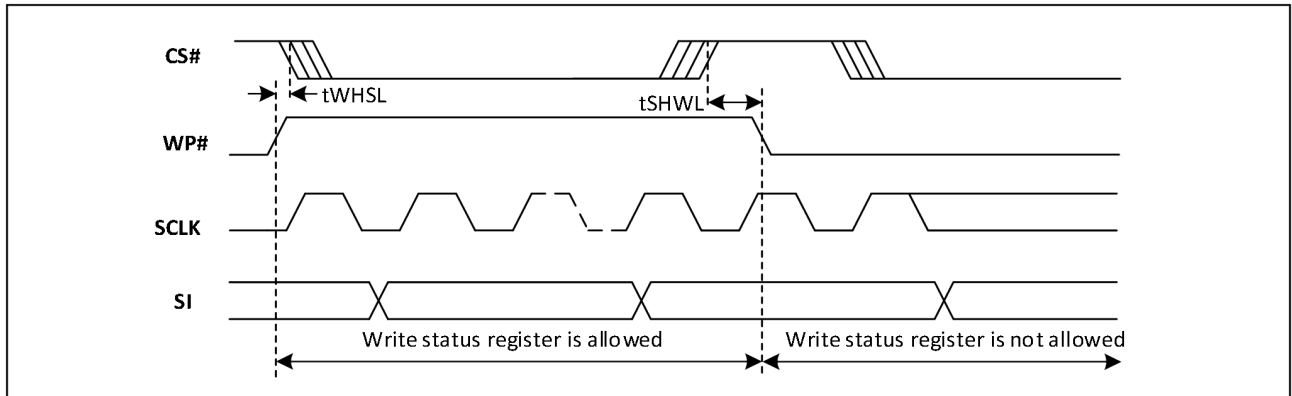 CS#
tWHSL
tSHWL
WP#
SCLK
SI
Write status register is allowed
Write status register is not allowed